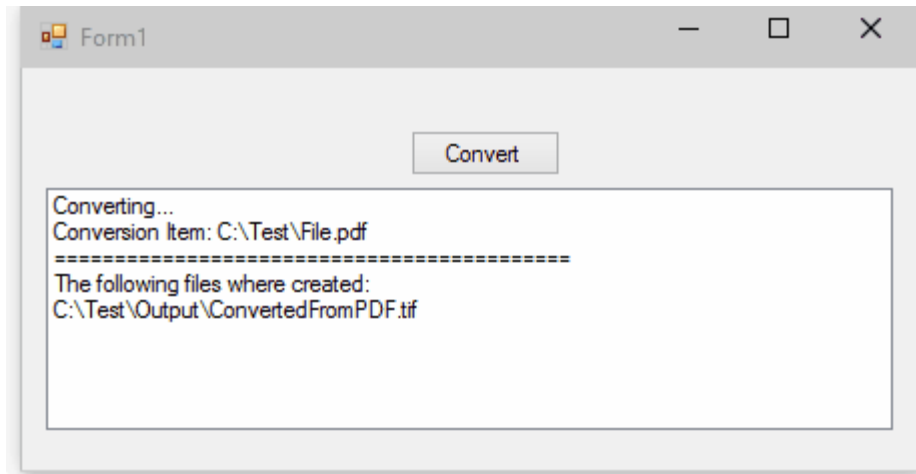 Form1
Convert
Converting...
Conversion Item: C:\Test\File.pdf
===========================================
The following files where created:
C:\Test\Output\ConvertedFromPDF.tif